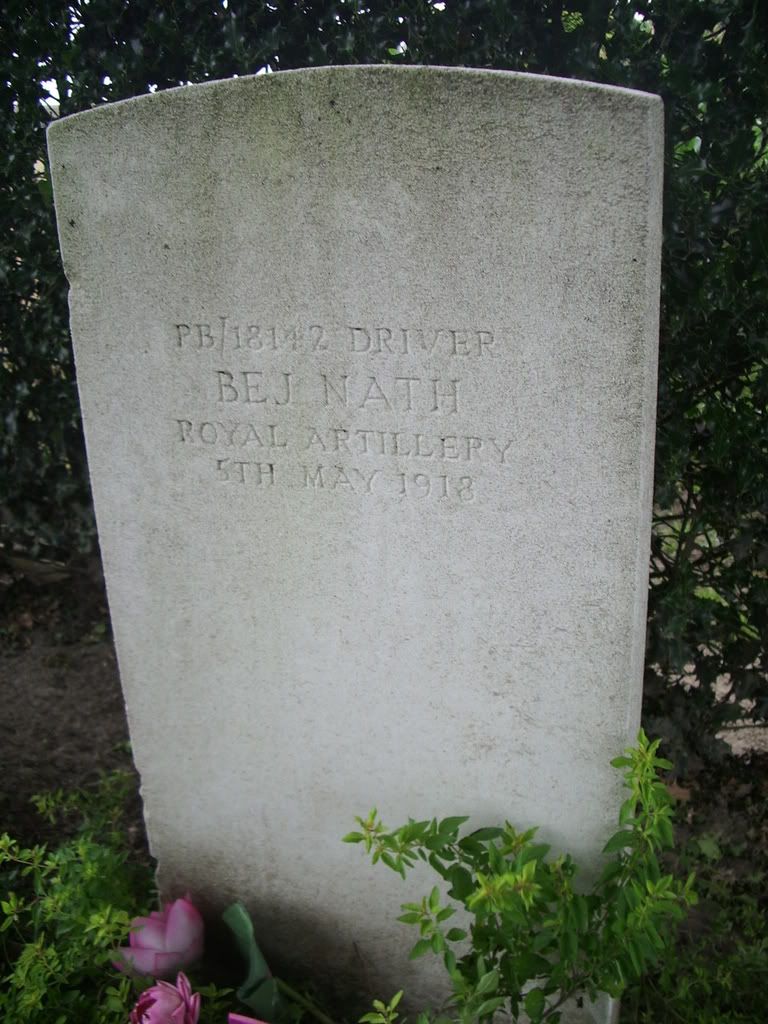 PB/18142 DRIVER
BEJ NATH
ROYAL ARTILLERY
5TH MAY 1918